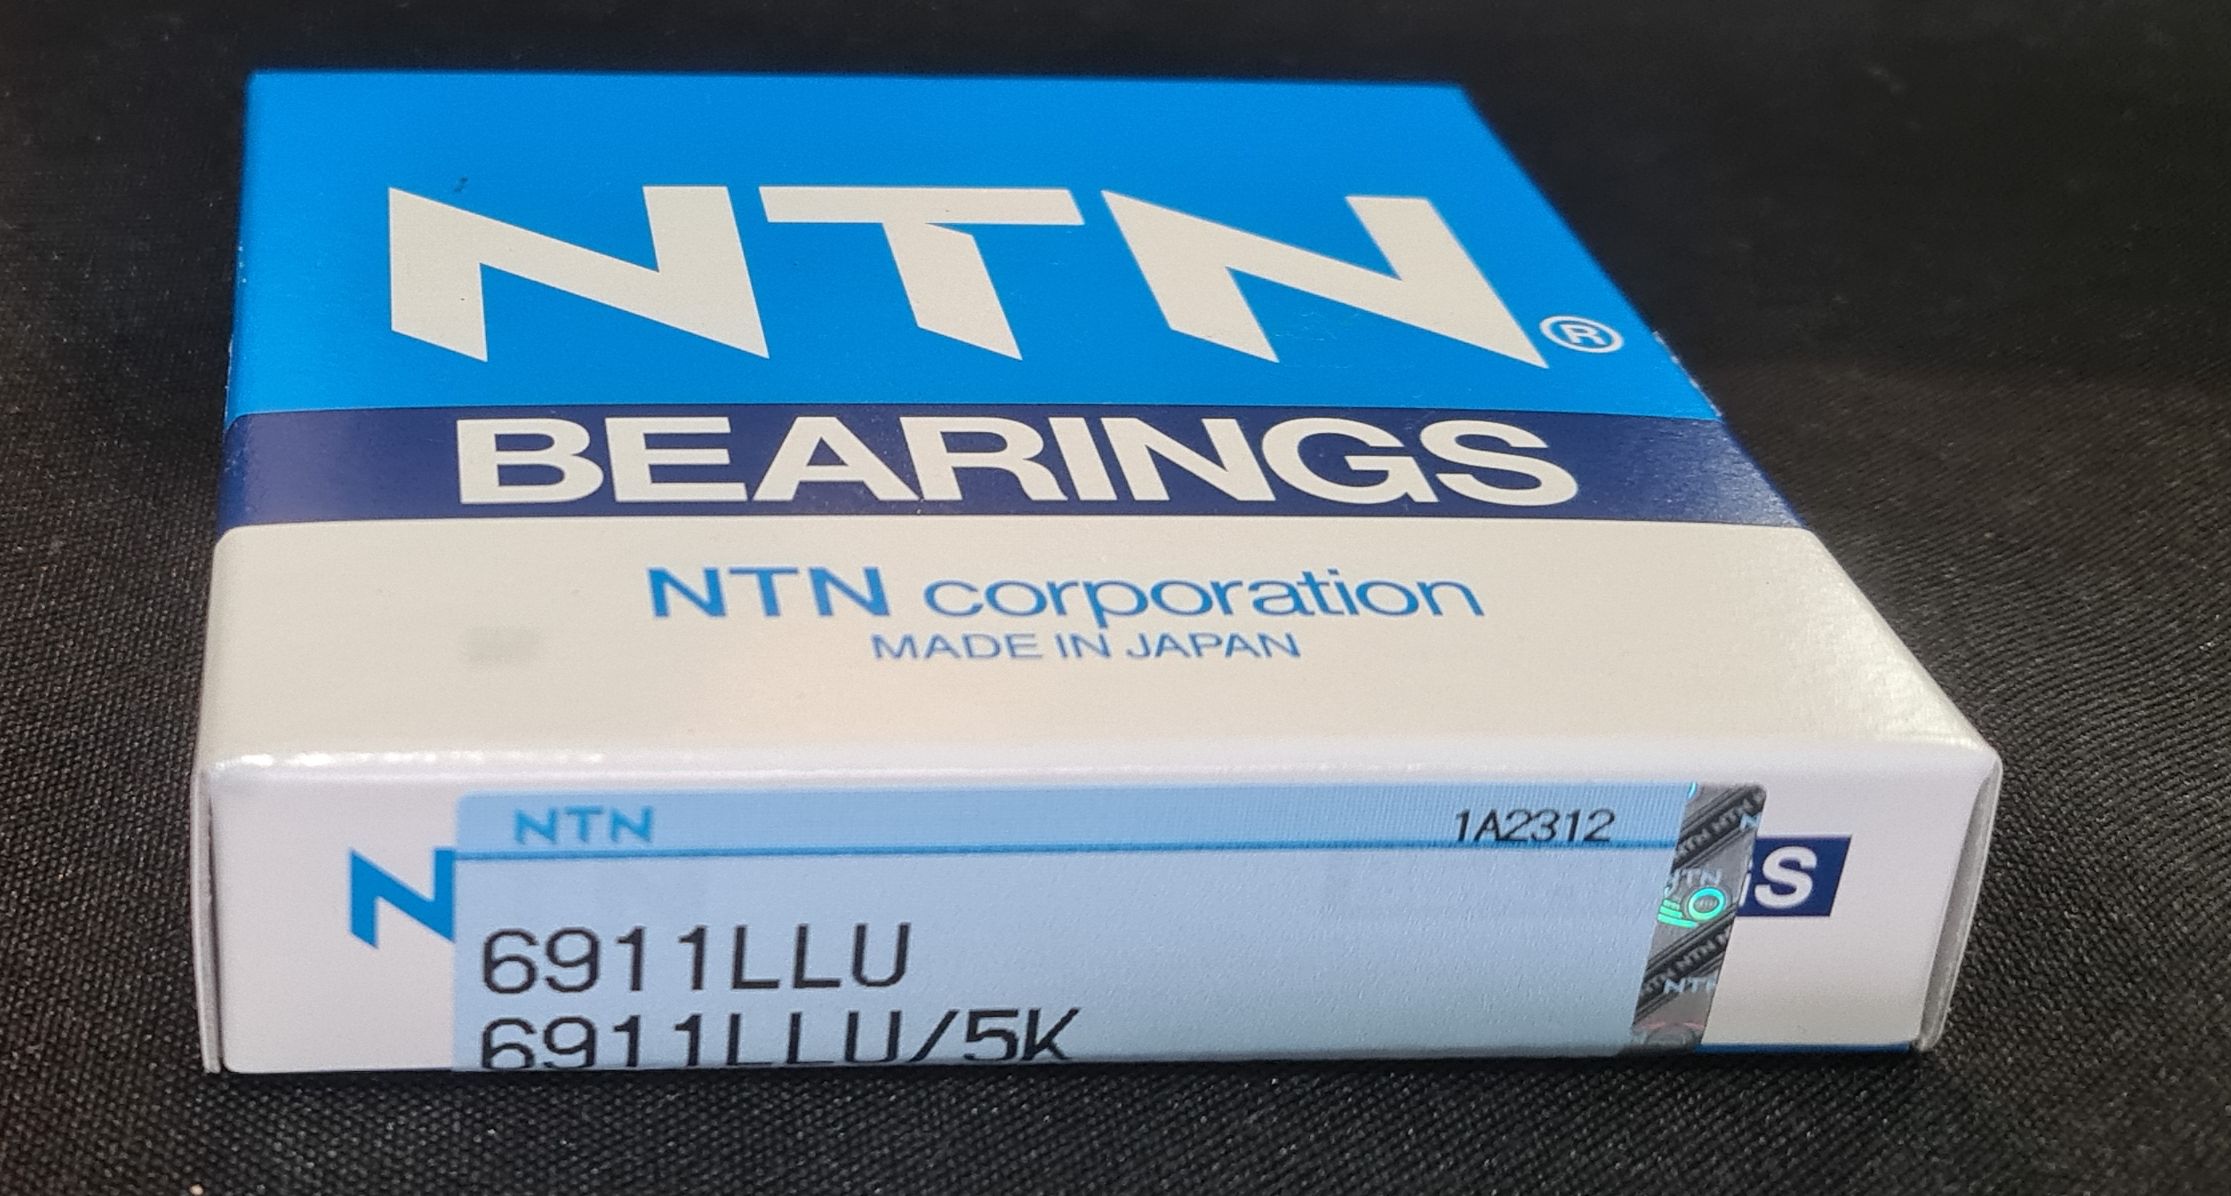 NTN®
BEARINGS
NTN corporation
MADE IN JAPAN
NTN 1A2312
6911LLU
6911LLU/5K